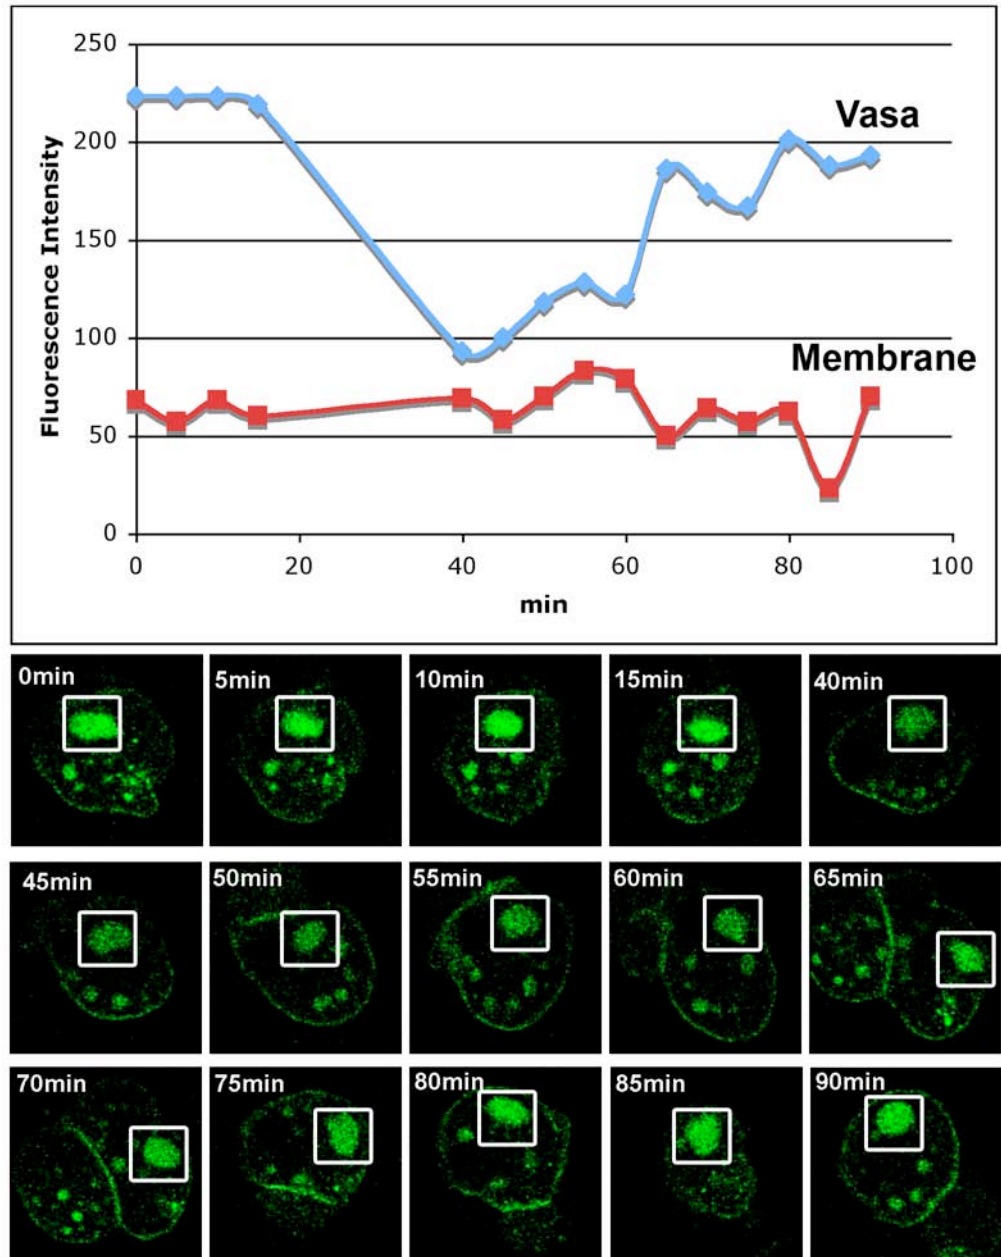 250
200
150
100
50
0
Fluorescence Intensity
Vasa
Membrane
0 20 40 60 80 100
min
0min 5min 10min 15min 40min
45min 50min 55min 60min 65min
70min 75min 80min 85min 90min